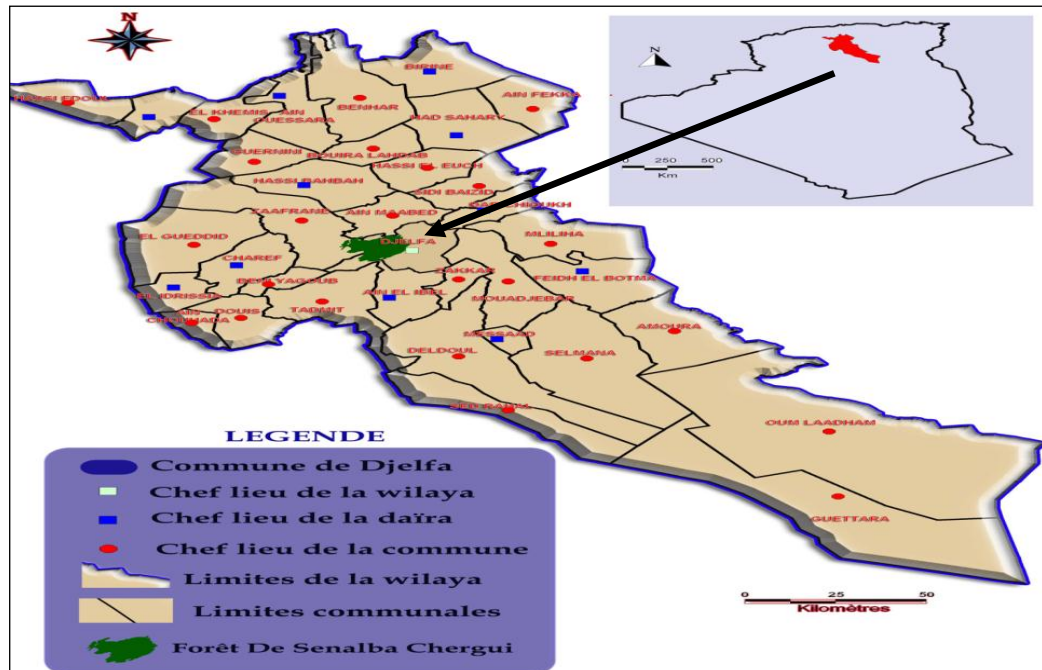 N
BIRINE
HASSI FDOUL
BENHAR
AIN FEKKA
EL KHEMIS
AIN OUESSARA
HAD SAHARY
GUERNINI
BOUIRA LAHDAB
HASSI EL EUCH
HASSI BAHBAH
SIDI BAIZID
DAR CHIOUKH
ZAAFRANE
AIN MAABED
EL GUEDDID
DJELFA
MLILIHA
CHAREF
ZAKKAR
FEIDH EL BOTMA
BENI YAGOUB
EL IDRISSIA
AIN EL IBEL
MOUADJEBAR
DOUIS
TADMIT
AIN CHOUHADA
AMOURA
MESSAAD
DELDOUL
SELMANA
SED RAHAL
OUM LAADHAM
GUETTARA
N
0 250 500
Km
LEGENDE
Commune de Djelfa
Chef lieu de la wilaya
Chef lieu de la daïra
Chef lieu de la commune
Limites de la wilaya
Limites communales
Forêt De Senalba Chergui
0 25 50
Kilomètres